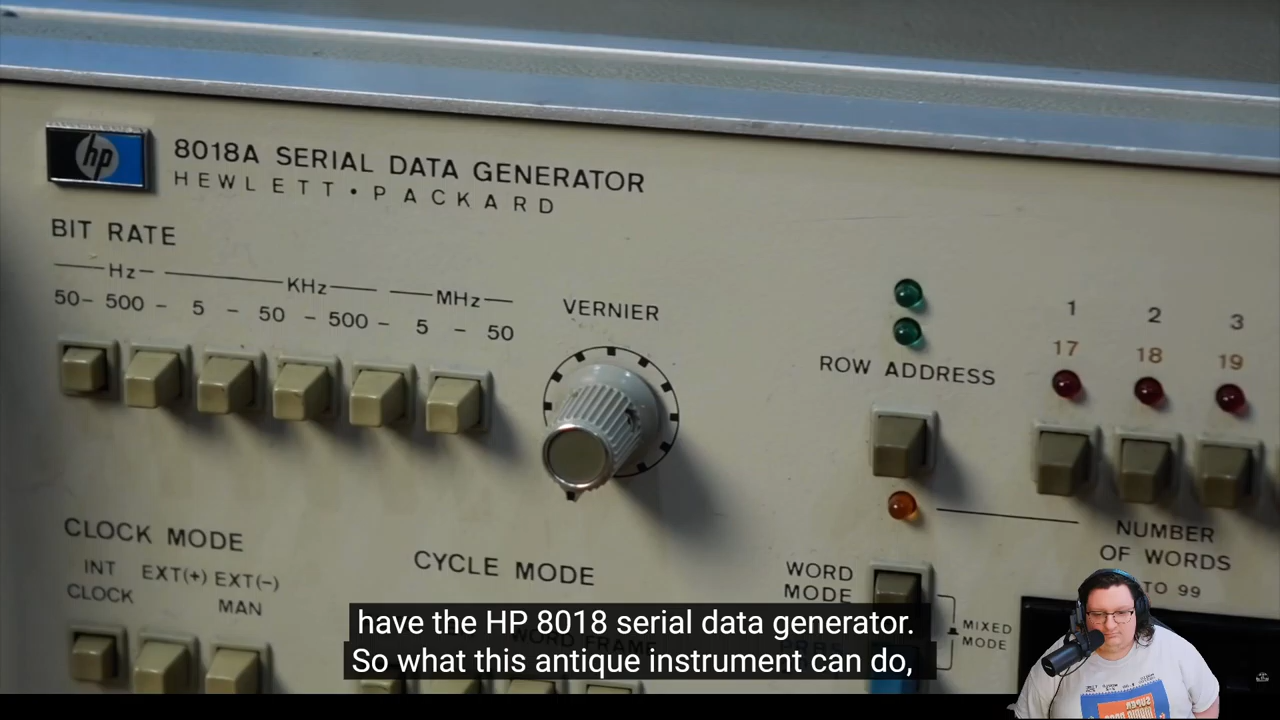 hp
8018A SERIAL DATA GENERATOR
HEWLETT • PACKARD
BIT RATE
Hz KHz MHz
50 - 500 - 5 - 50 - 500 - 5 - 50
VERNIER
ROW ADDRESS
1 2 3
17 18 19
NUMBER
OF WORDS
TO 99
CLOCK MODE
INT EXT(+) EXT(-)
CLOCK MAN
CYCLE MODE
WORD
MODE
MIXED
MODE
WORD FRAME
have the HP 8018 serial data generator.
So what this antique instrument can do,